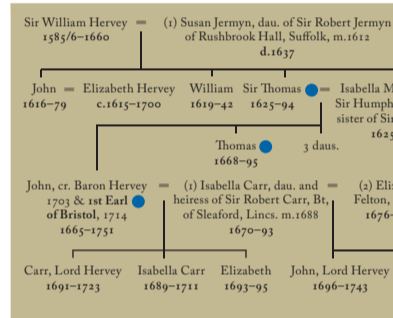 Sir William Hervey
1585/6–1660
(1) Susan Jermyn, dau. of Sir Robert Jermyn
of Rushbrook Hall, Suffolk, m.1612
d.1637
John
1616–79
Elizabeth Hervey
c.1615–1700
William
1619–42
Sir Thomas
1625–94
Isabella M
Sir Humph
sister of Sir
1625
Thomas
1668–95
3 daus.
John, cr. Baron Hervey
1703 & 1st Earl
of Bristol, 1714
1665–1751
(1) Isabella Carr, dau. and
heiress of Sir Robert Carr, Bt,
of Sleaford, Lincs. m.1688
1670–93
(2) Eliz
Felton,
1676–
Carr, Lord Hervey
1691–1723
Isabella Carr
1689–1711
Elizabeth
1693–95
John, Lord Hervey
1696–1743